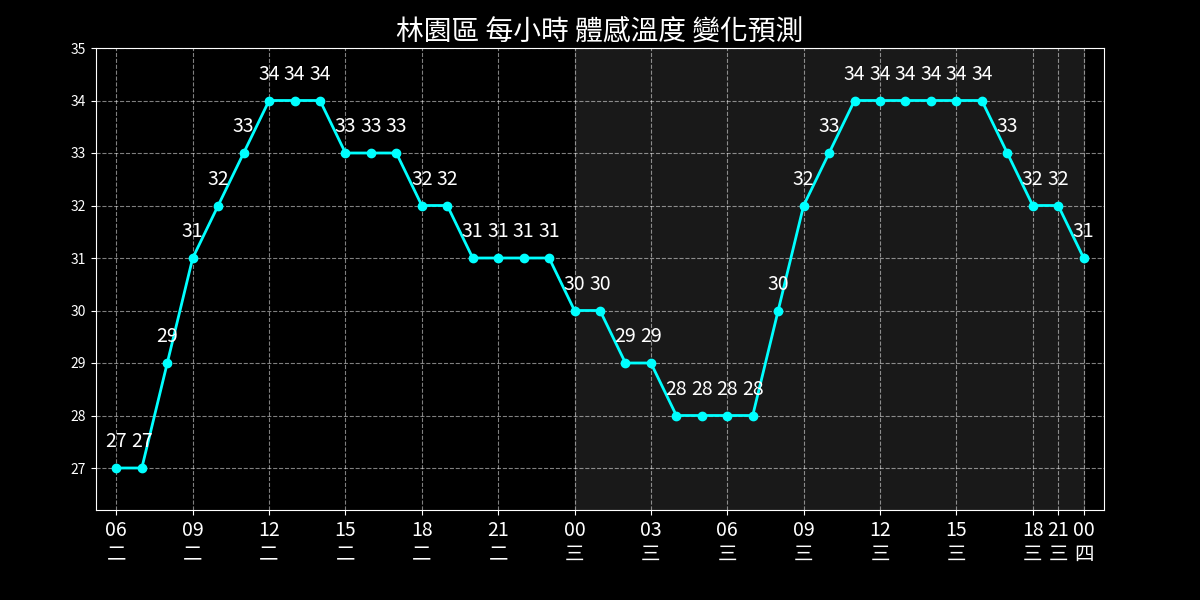 林園區 每小時 體感溫度 變化預測
35
34 34 34 34 34 34 34 34 34
34
33 33 33 33 33 33
33
32 32 32 32 32 32
32
31 31 31 31 31 31
31
30 30 30
30
29 29 29
29
28 28 28 28
28
27 27
27
06 09 12 15 18 21 00 03 06 09 12 15 18 21 00
二 二 二 二 二 二 三 三 三 三 三 三 三 三 四